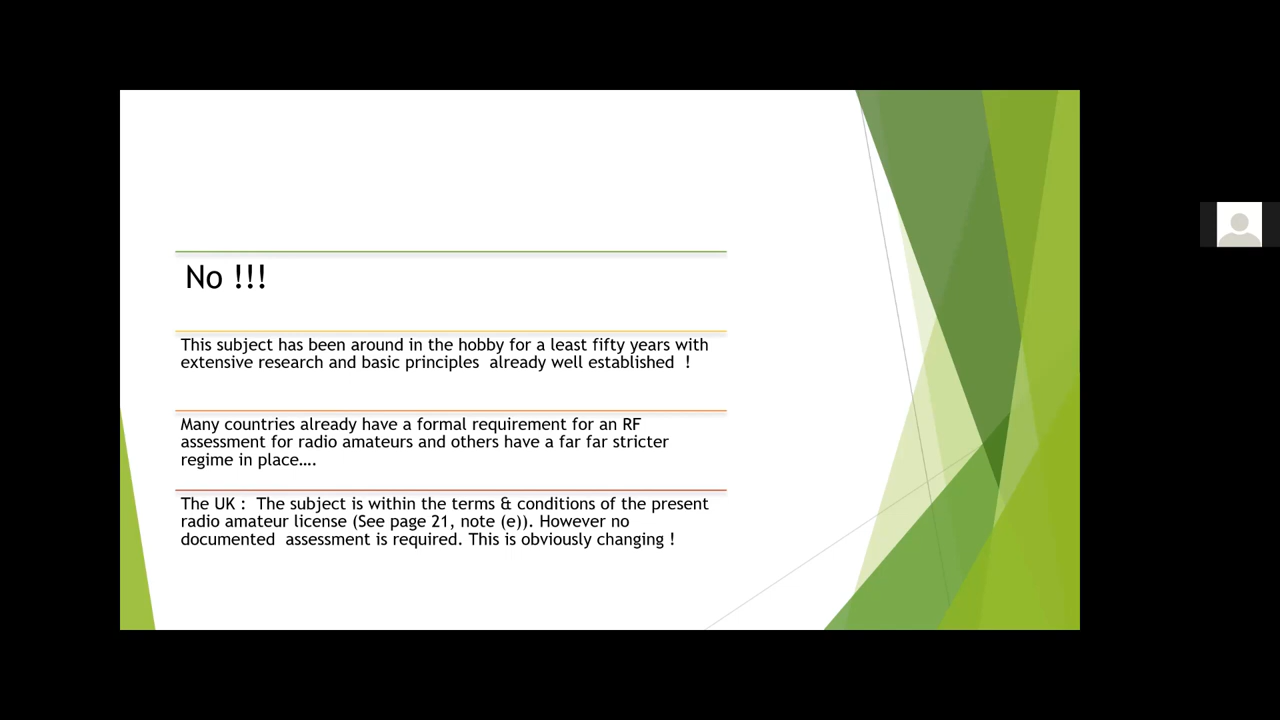 No !!!
This subject has been around in the hobby for a least fifty years with
extensive research and basic principles  already well established  !
Many countries already have a formal requirement for an RF
assessment for radio amateurs and others have a far far stricter
regime in place….
The UK :  The subject is within the terms & conditions of the present
radio amateur license (See page 21, note (e)). However no
documented  assessment is required. This is obviously changing !